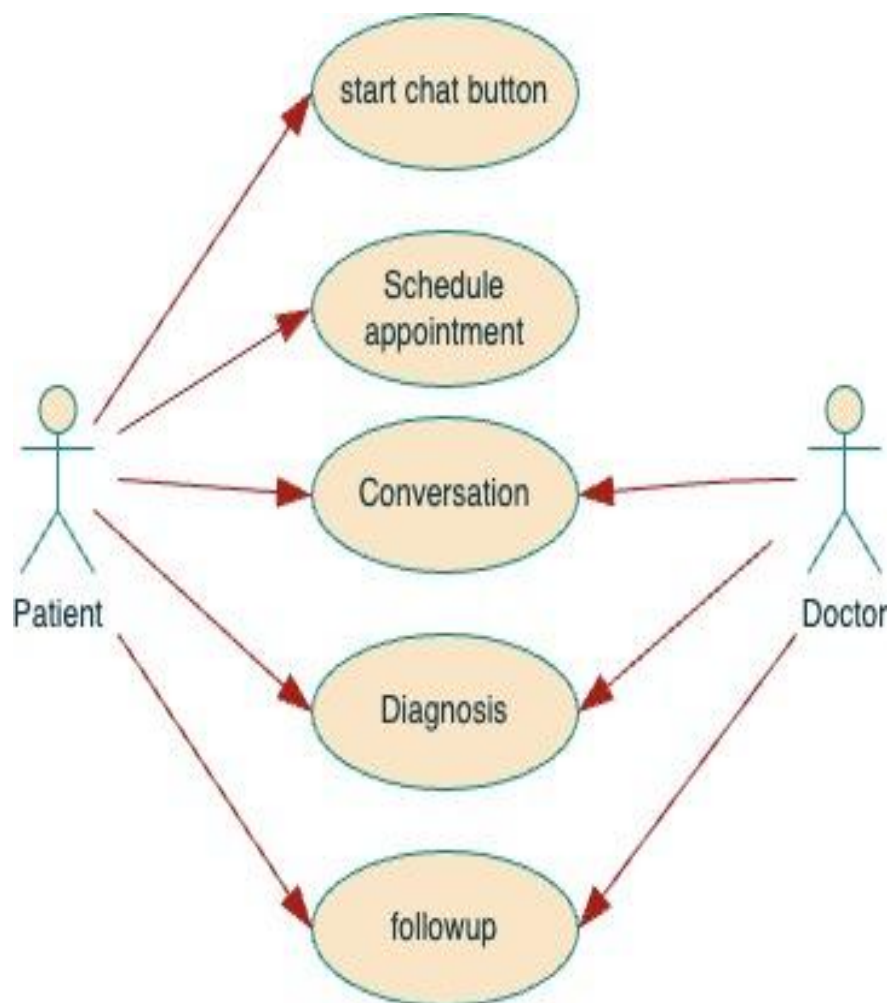 start chat button
Schedule
appointment
Conversation
Patient
Doctor
Diagnosis
followup